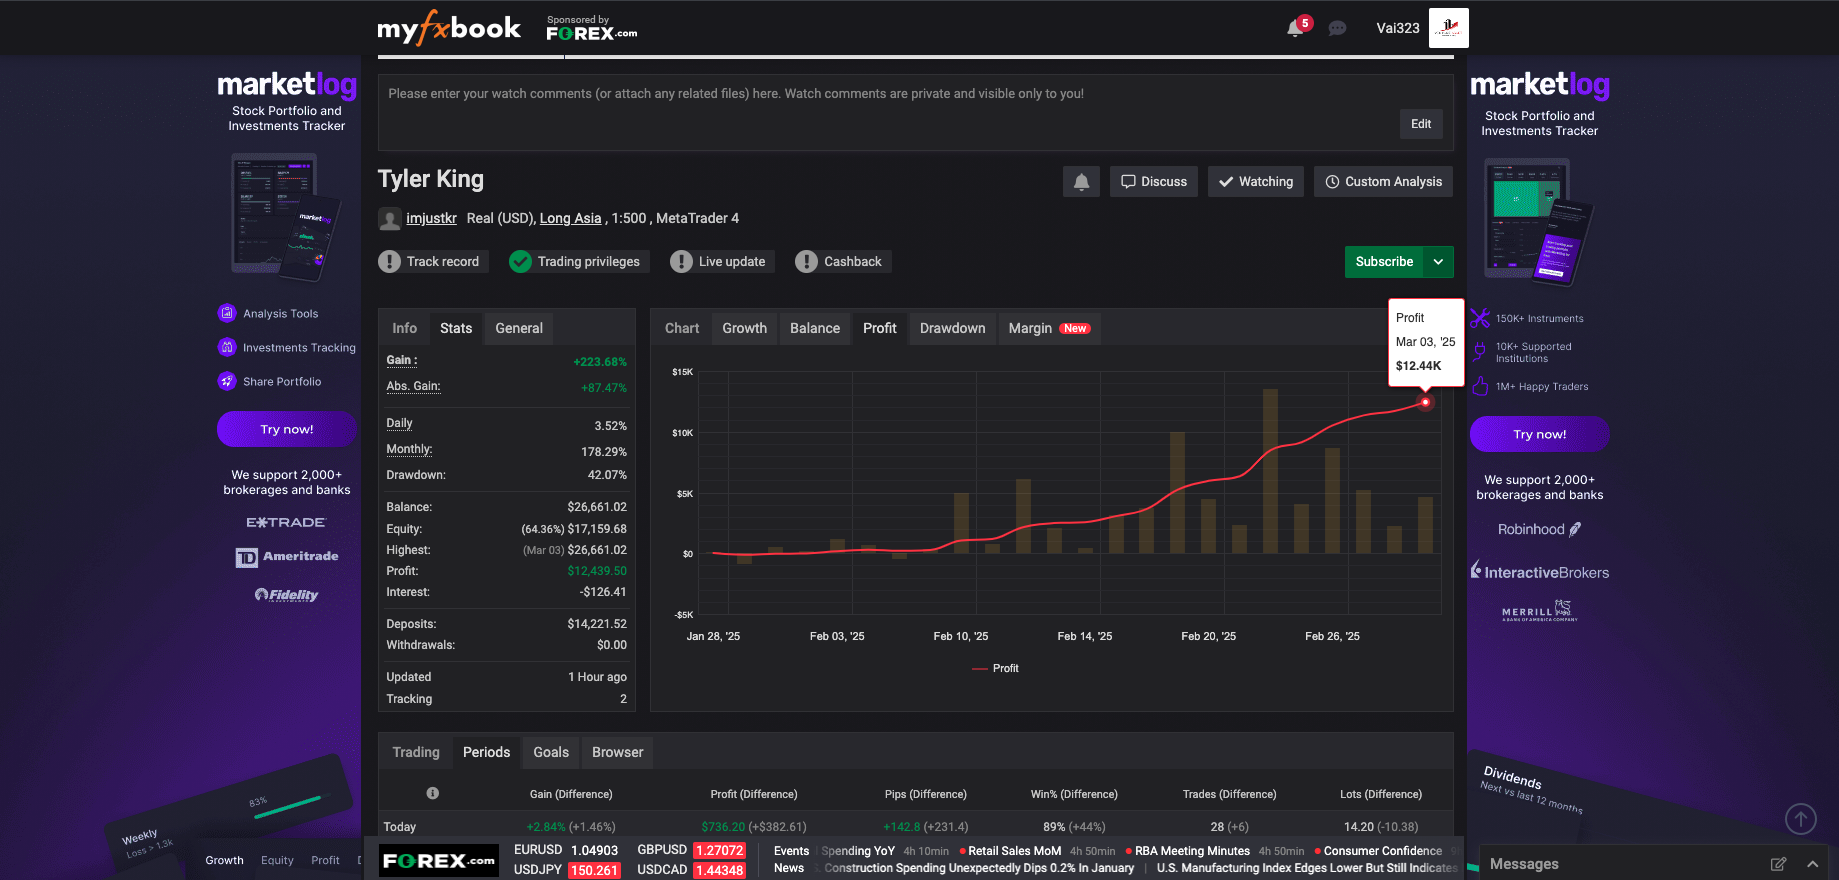 myfxbook
Sponsored by
FOREX.com
5
Vai323
marketlog
Stock Portfolio and
Investments Tracker
Analysis Tools
Investments Tracking
Share Portfolio
Try now!
We support 2,000+
brokerages and banks
E*TRADE
TD Ameritrade
Fidelity
INVESTMENTS
83%
Weekly
Loss > 1.3k
Growth Equity Profit D
Please enter your watch comments (or attach any related files) here. Watch comments are private and visible only to you!
Edit
Tyler King
Discuss
Watching
Custom Analysis
imjustkr Real (USD), Long Asia , 1:500 , MetaTrader 4
Track record
Trading privileges
Live update
Cashback
Subscribe
Info Stats General
Gain : +223.68%
Abs. Gain: +87.47%
Daily 3.52%
Monthly: 178.29%
Drawdown: 42.07%
Balance: $26,661.02
Equity: (64.36%) $17,159.68
Highest: (Mar 03) $26,661.02
Profit: $12,439.50
Interest: -$126.41
Deposits: $14,221.52
Withdrawals: $0.00
Updated 1 Hour ago
Tracking 2
Chart Growth Balance Profit Drawdown Margin New
Profit
Mar 03, '25
$12.44K
$15K
$10K
$5K
$0
-$5K
Jan 28, '25 Feb 03, '25 Feb 10, '25 Feb 14, '25 Feb 20, '25 Feb 26, '25
Profit
Trading Periods Goals Browser
Gain (Difference) Profit (Difference) Pips (Difference) Win% (Difference) Trades (Difference) Lots (Difference)
Today +2.84% (+1.46%) $736.20 (+$382.61) +142.8 (+231.4) 89% (+44%) 28 (+6) 14.20 (-10.38)
FOREX.com
EURUSD 1.04903 GBPUSD 1.27072
USDJPY 150.261 USDCAD 1.44348
Events Spending YoY 4h 10min Retail Sales MoM 4h 50min RBA Meeting Minutes 4h 50min Consumer Confidence
News Construction Spending Unexpectedly Dips 0.2% In January | U.S. Manufacturing Index Edges Lower But Still Indicates
marketlog
Stock Portfolio and
Investments Tracker
150K+ Instruments
10K+ Supported
Institutions
1M+ Happy Traders
Try now!
We support 2,000+
brokerages and banks
Robinhood
InteractiveBrokers
MERRILL
A BANK OF AMERICA COMPANY
Dividends
Next vs last 12 months
Messages